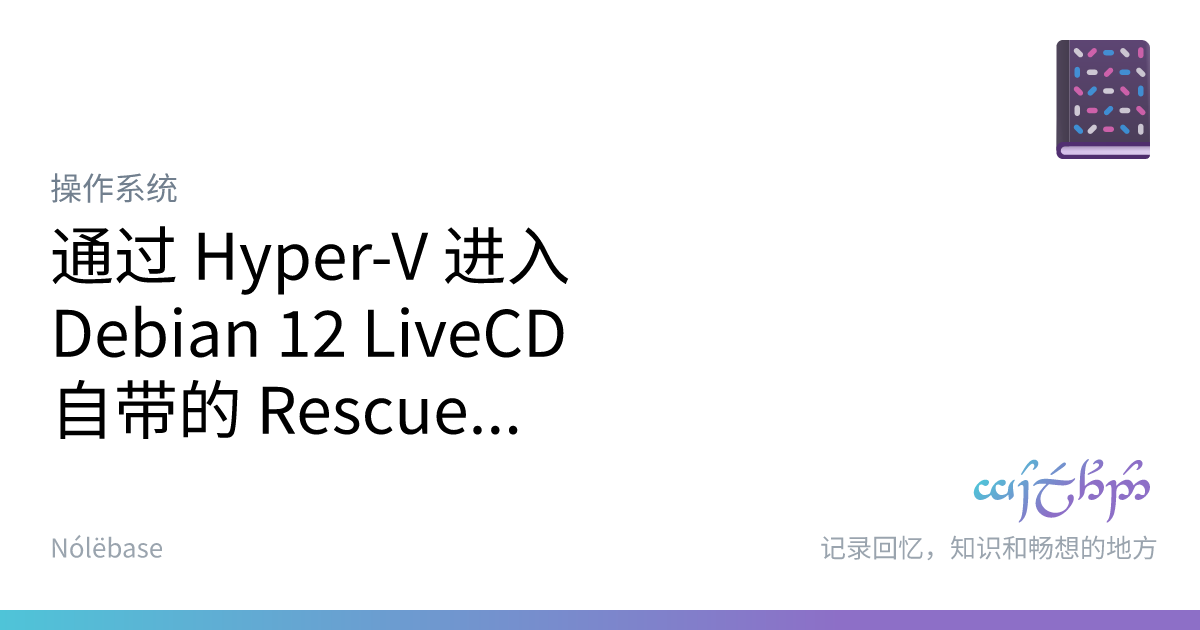 操作系统
通过 Hyper-V 进入
Debian 12 LiveCD
自带的 Rescue...
Nólëbase
记录回忆，知识和畅想的地方